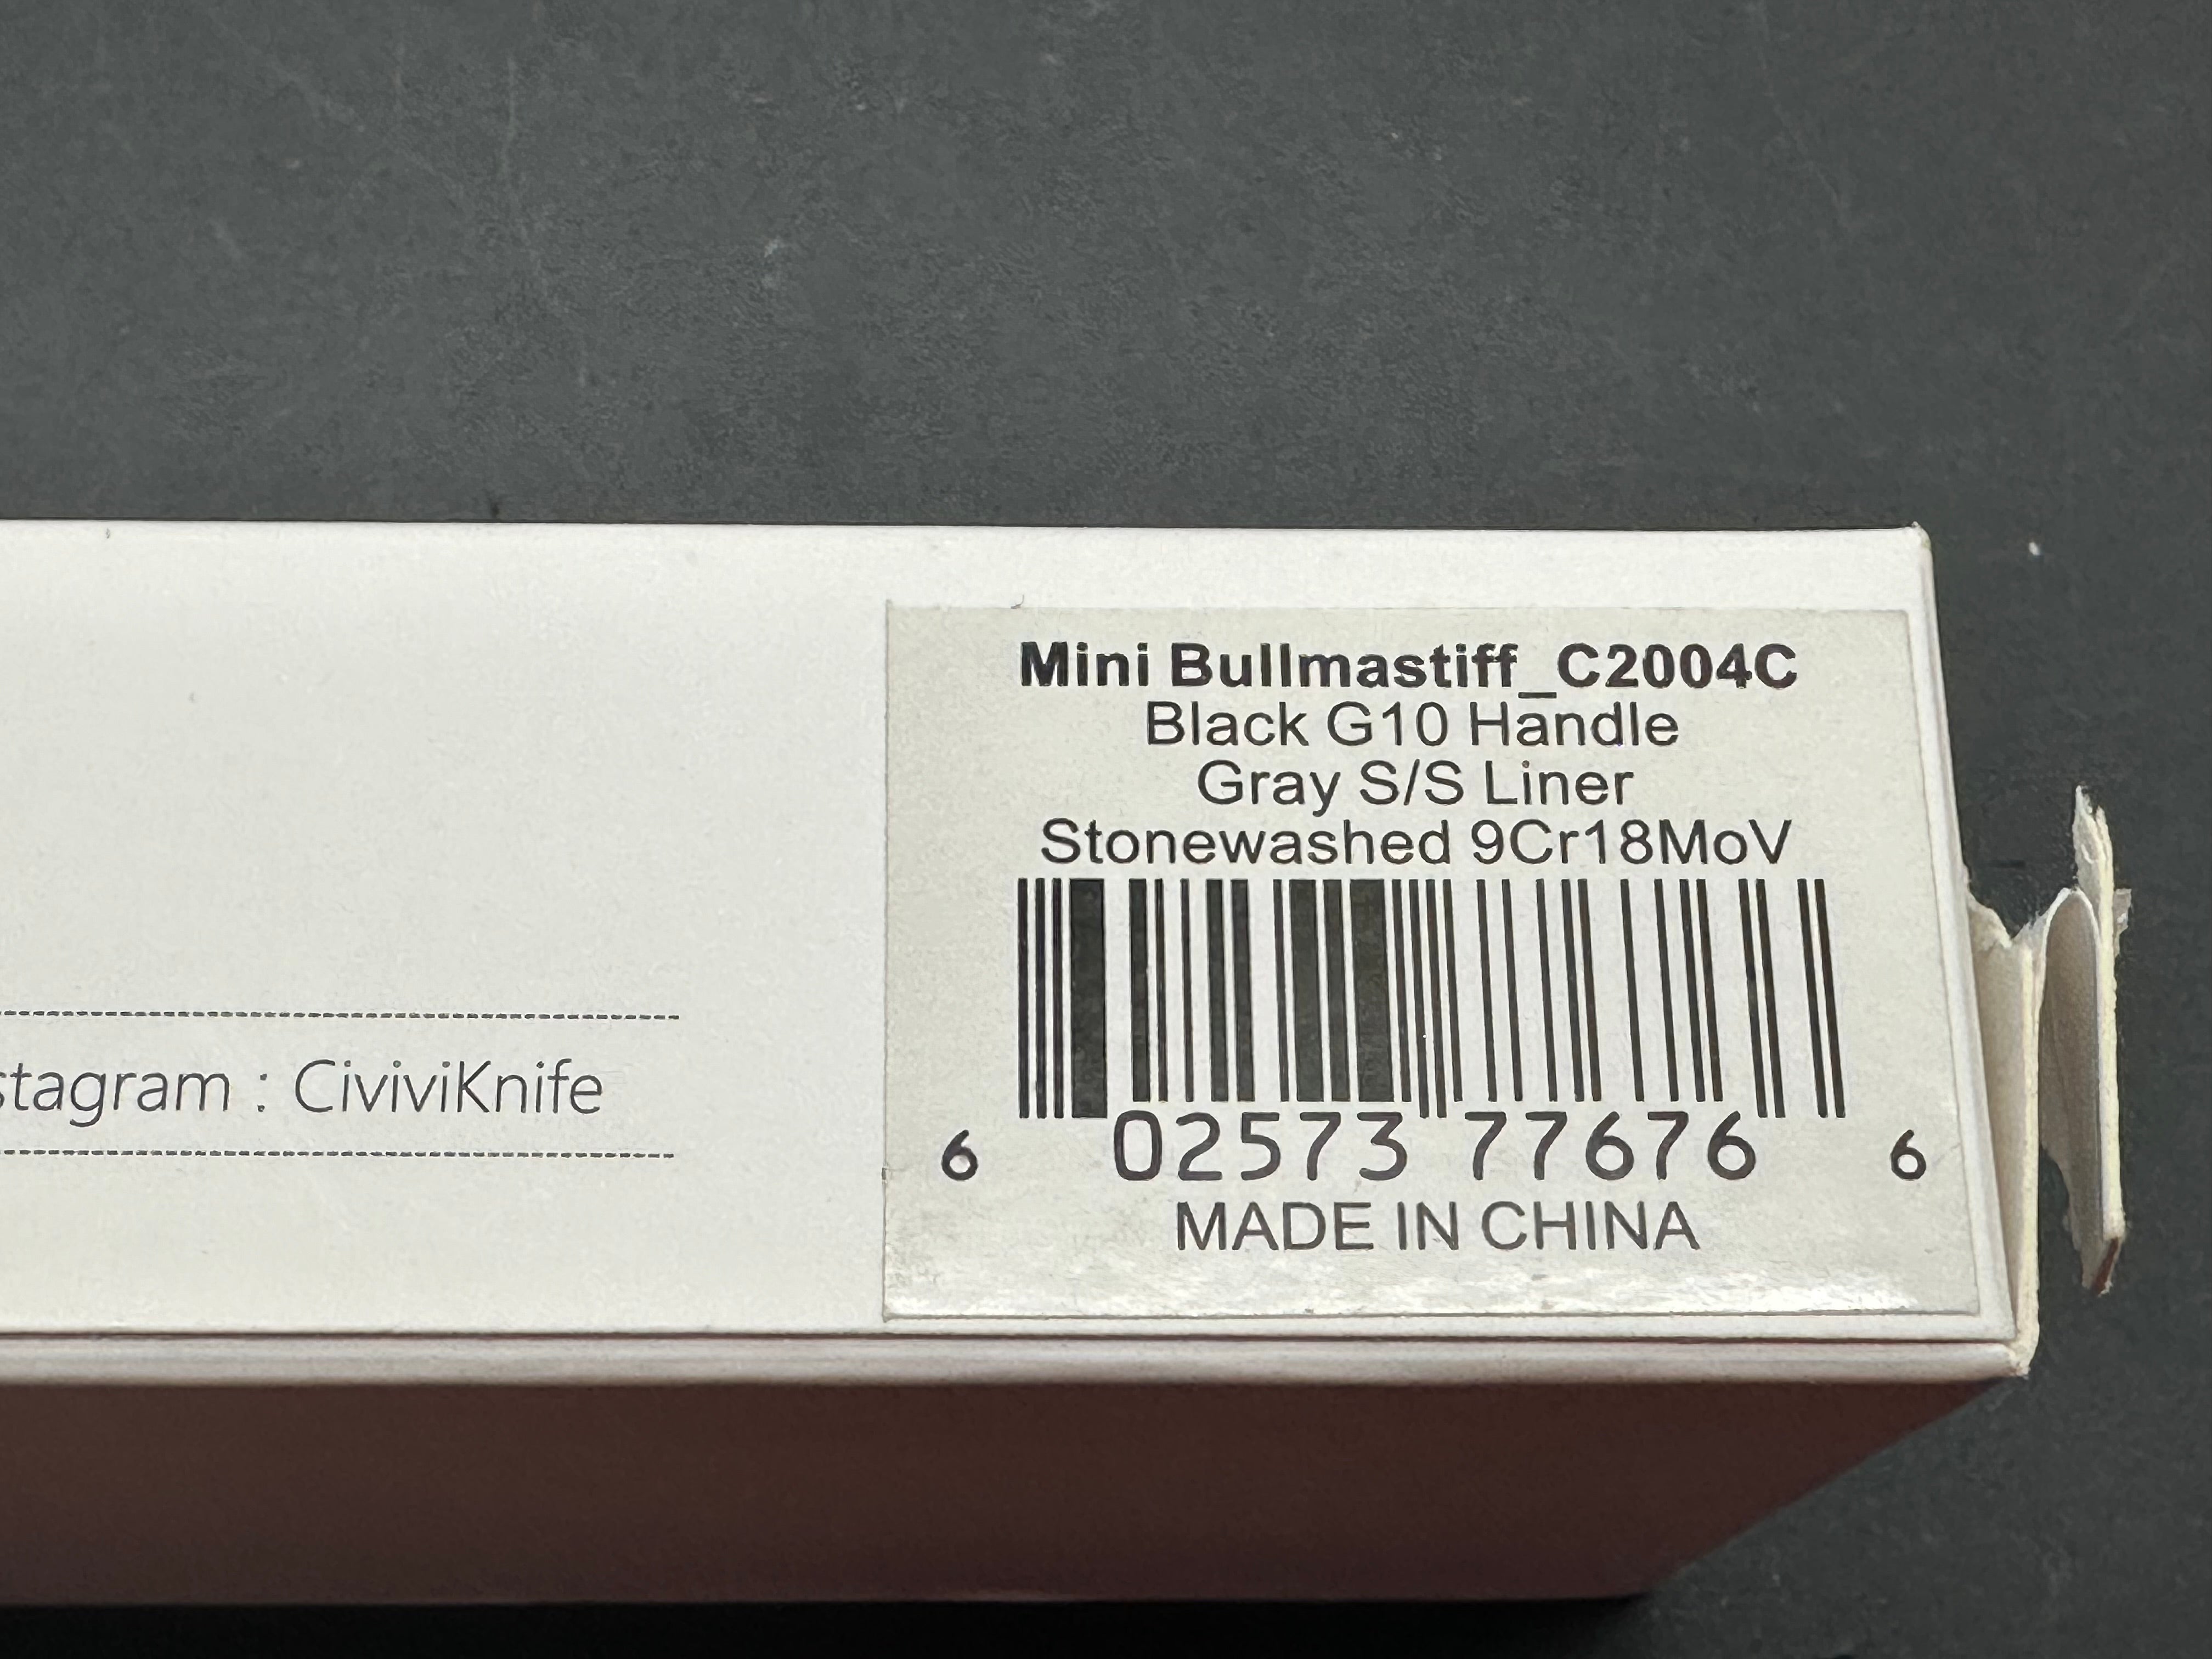 Mini Bullmastiff_C2004C
Black G10 Handle
Gray S/S Liner
Stonewashed 9Cr18MoV
6 02573 77676 6
MADE IN CHINA
stagram : CiviviKnife